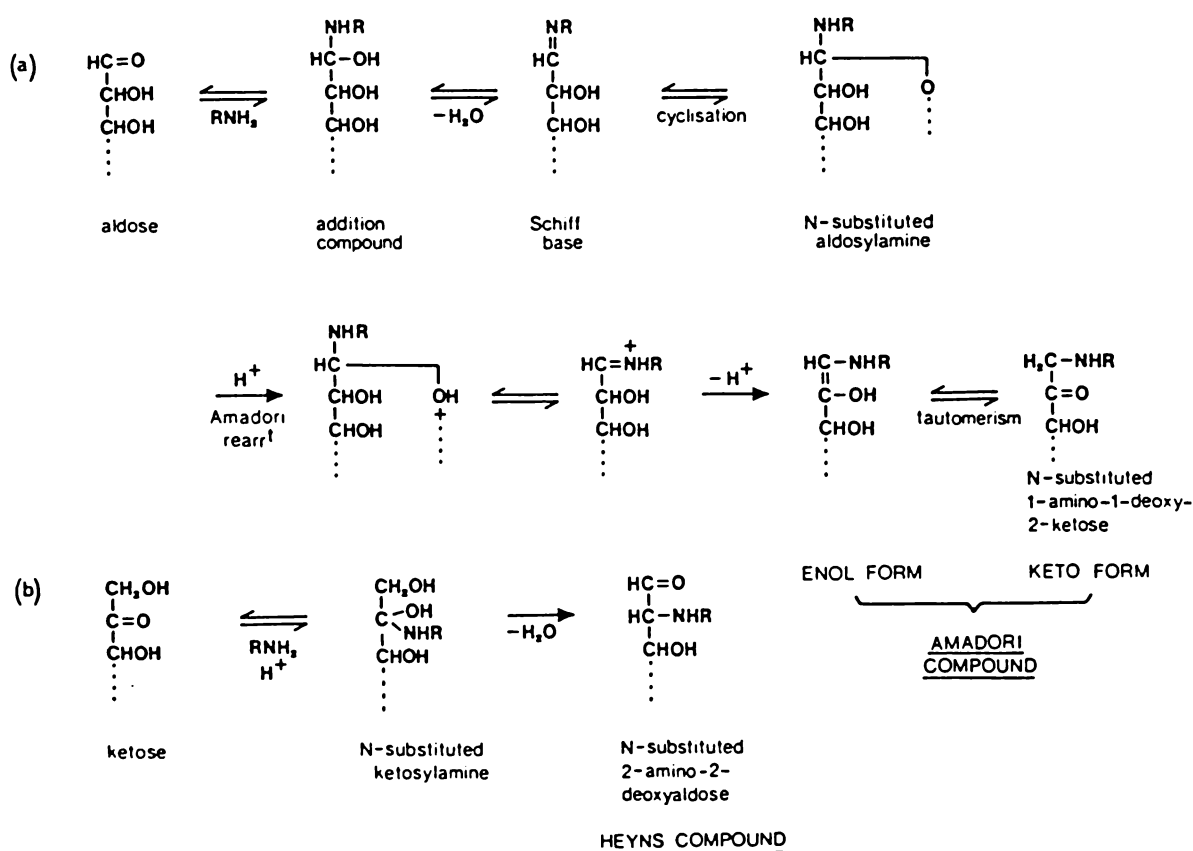 (a)
HC=O
CHOH
CHOH
RNH₂
NHR
HC-OH
CHOH
CHOH
-H₂O
NR
HC
CHOH
CHOH
cyclisation
NHR
HC
CHOH
CHOH
O
aldose
addition
compound
Schiff
base
N-substituted
aldosylamine
H⁺
Amadori
rearrᵗ
NHR
HC
CHOH
CHOH
OH
+
+
HC=NHR
CHOH
CHOH
-H⁺
HC-NHR
C-OH
CHOH
tautomerism
H₂C-NHR
C=O
CHOH
N-substituted
1-amino-1-deoxy-
2-ketose
ENOL FORM
KETO FORM
AMADORI
COMPOUND
(b)
CH₂OH
C=O
CHOH
RNH₂
H⁺
CH₂OH
OH
C
NHR
CHOH
-H₂O
HC=O
HC-NHR
CHOH
ketose
N-substituted
ketosylamine
N-substituted
2-amino-2-
deoxyaldose
HEYNS COMPOUND